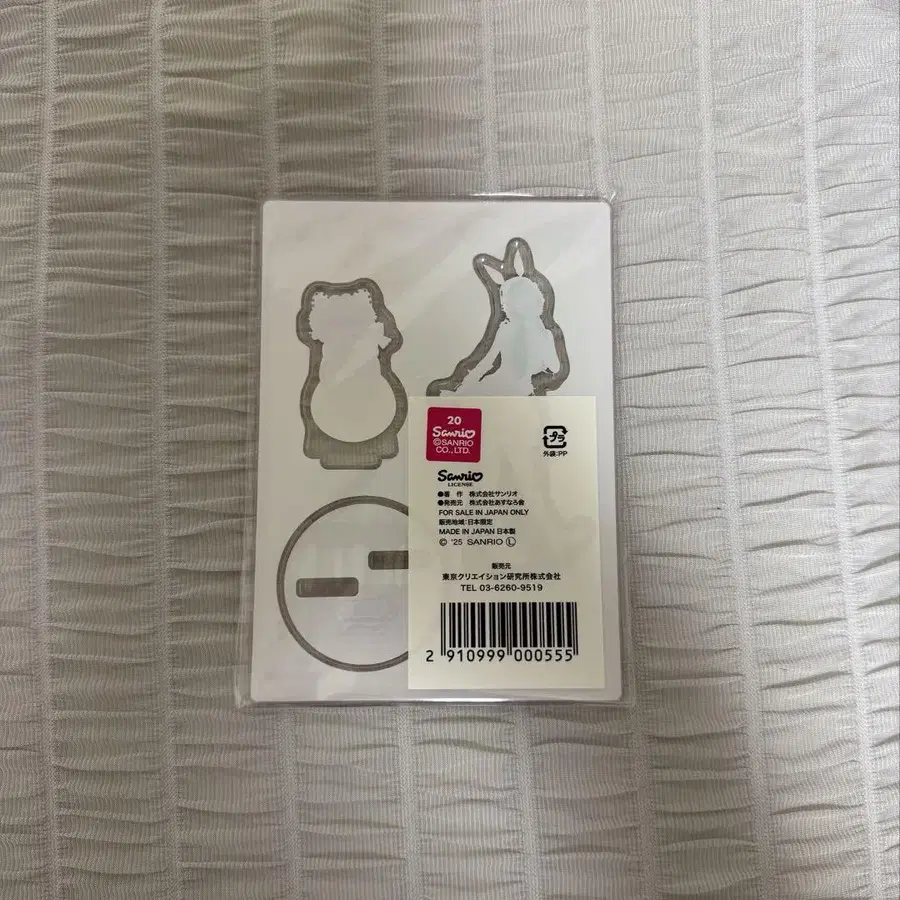 20
Sanrio
©SANRIO
CO., LTD.
プラ
外袋:PP
Sanrio
LICENSE
●著 作 株式会社サンリオ
●発売元 株式会社あすなろ舎
FOR SALE IN JAPAN ONLY
販売地域:日本限定
MADE IN JAPAN 日本製
© '25 SANRIO Ⓛ
販売元
東京クリエイション研究所株式会社
TEL 03-6260-9519
2 910999 000555